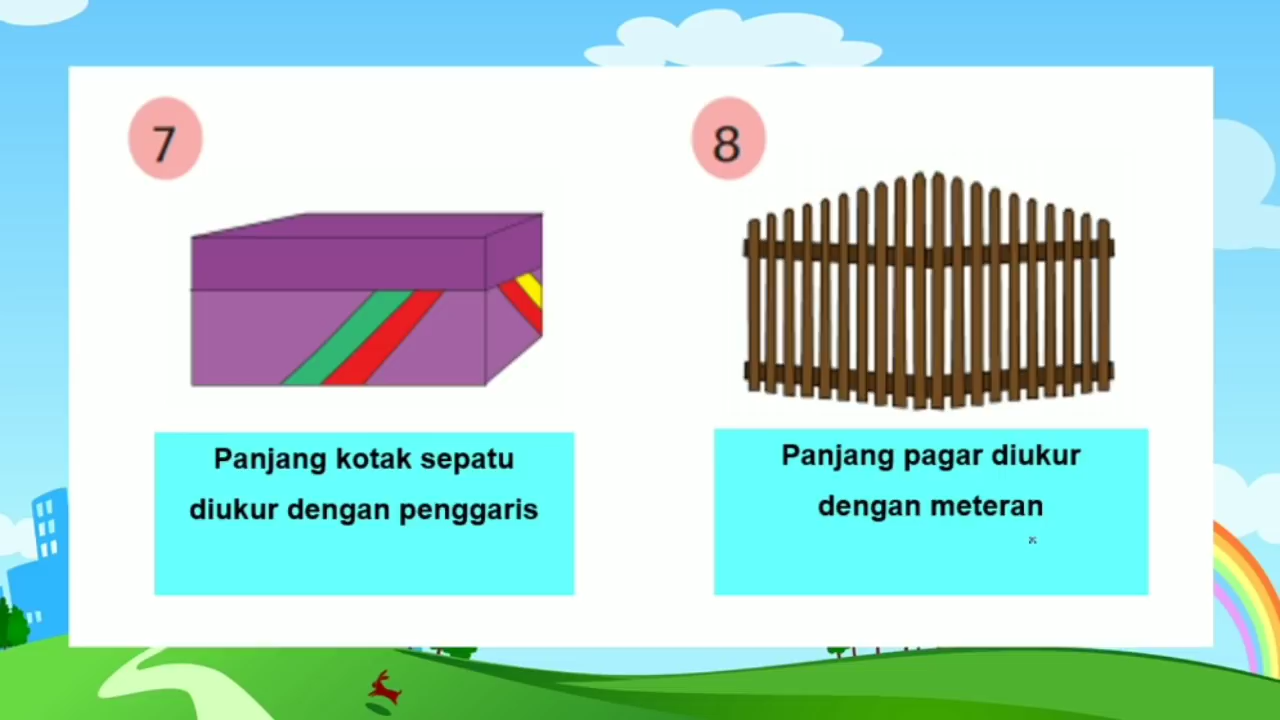 7
Panjang kotak sepatu
diukur dengan penggaris
8
Panjang pagar diukur
dengan meteran